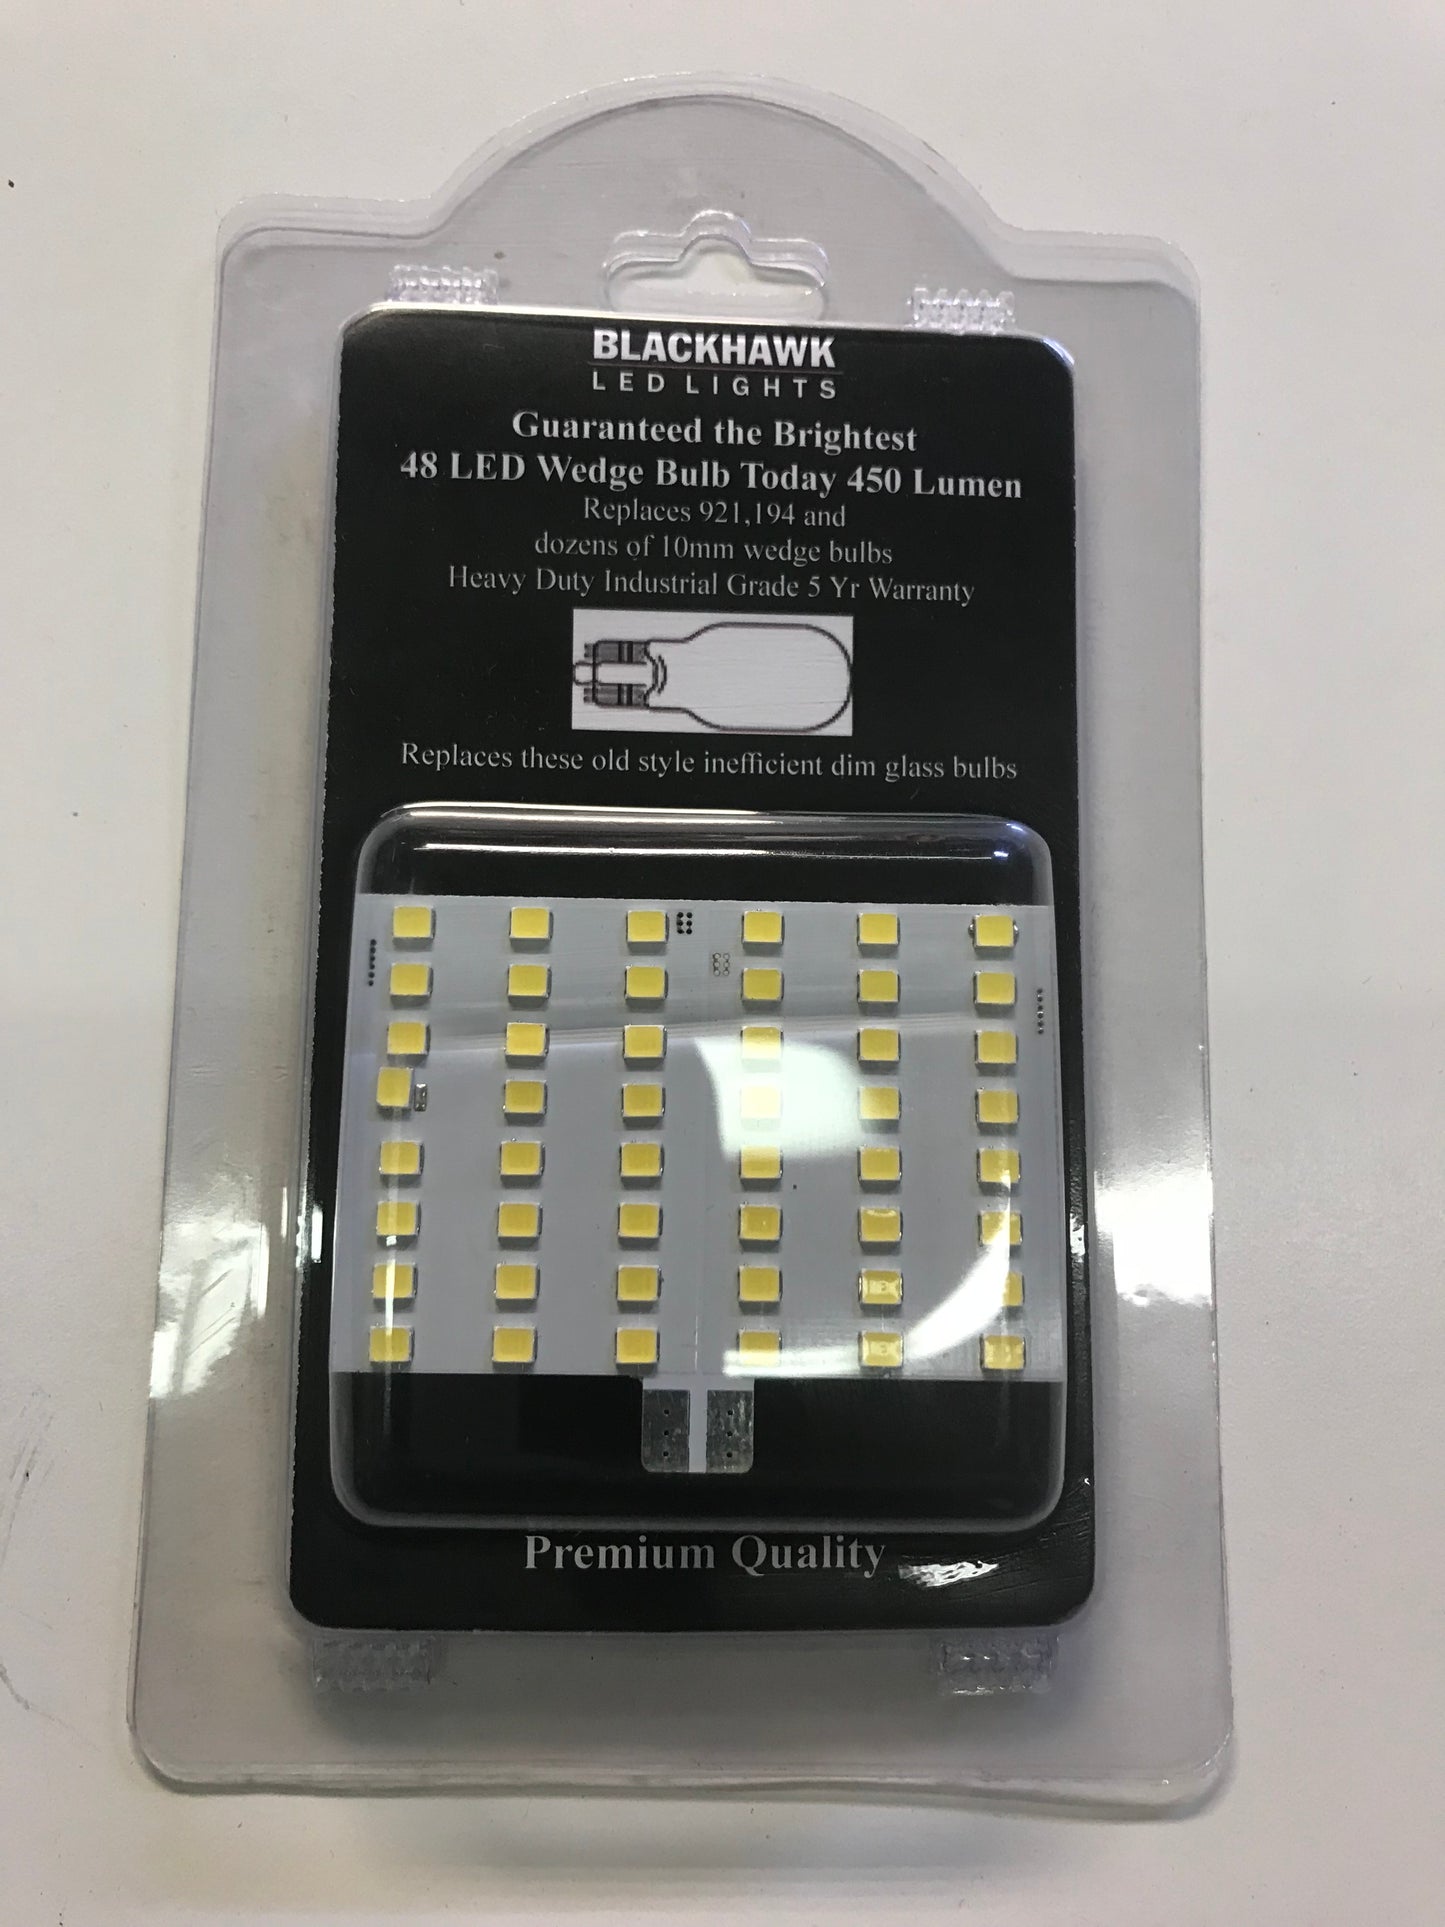 BLACKHAWK
LED LIGHTS
Guaranteed the Brightest
48 LED Wedge Bulb Today 450 Lumen
Replaces 921,194 and
dozens of 10mm wedge bulbs
Heavy Duty Industrial Grade 5 Yr Warranty
Replaces these old style inefficient dim glass bulbs
Premium Quality